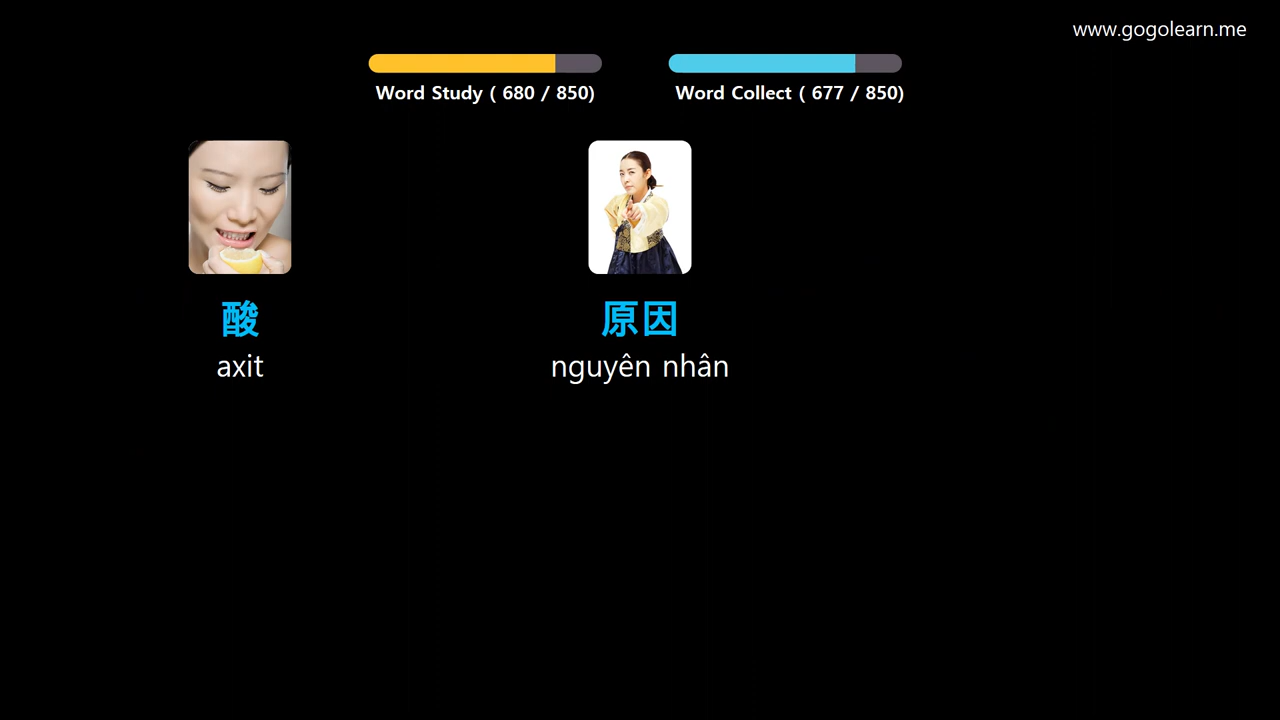 www.gogolearn.me
Word Study ( 680 / 850)
Word Collect ( 677 / 850)
酸
axit
原因
nguyên nhân